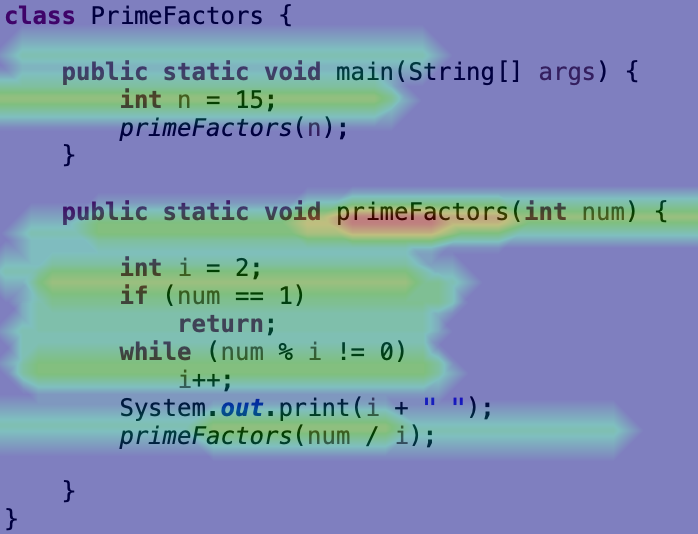 class PrimeFactors {
public static void main(String[] args) {
int n = 15;
primeFactors(n);
}
public static void primeFactors(int num) {
int i = 2;
if (num == 1)
return;
while (num % i != 0)
i++;
System.out.print(i + " ");
primeFactors(num / i);
}
}